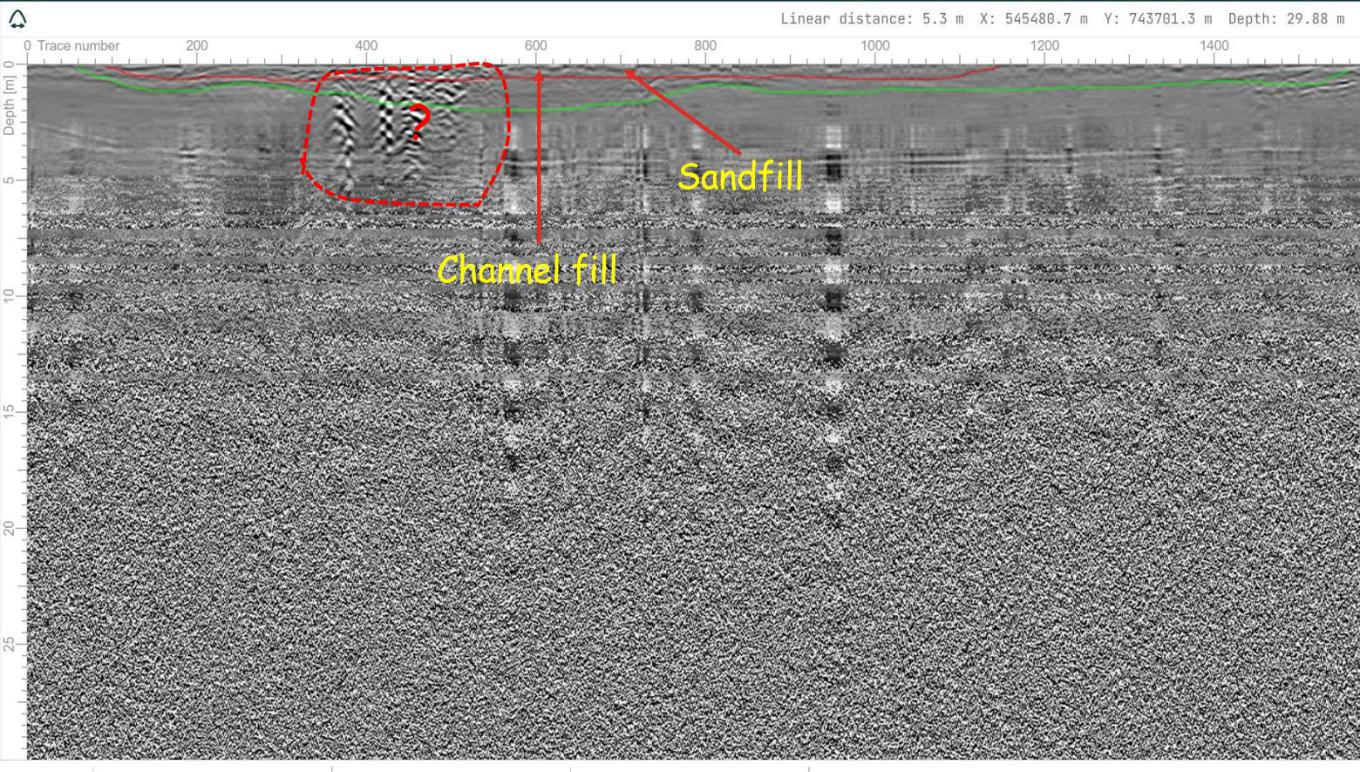 Linear distance: 5.3 m X: 545480.7 m Y: 743701.3 m Depth: 29.88 m
0 Trace number 200 400 600 800 1000 1200 1400
0
Depth [m]
?
Sandfill
5
Channel fill
10
15
20
25